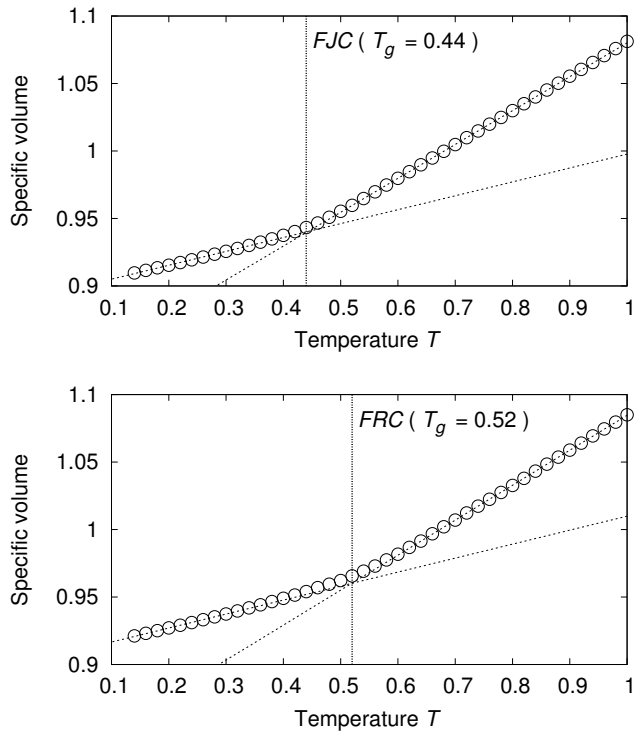 1.1
FJC ( T_g = 0.44 )
1.05
Specific volume
1
0.95
0.9
0.1 0.2 0.3 0.4 0.5 0.6 0.7 0.8 0.9 1
Temperature T
1.1
FRC ( T_g = 0.52 )
1.05
Specific volume
1
0.95
0.9
0.1 0.2 0.3 0.4 0.5 0.6 0.7 0.8 0.9 1
Temperature T